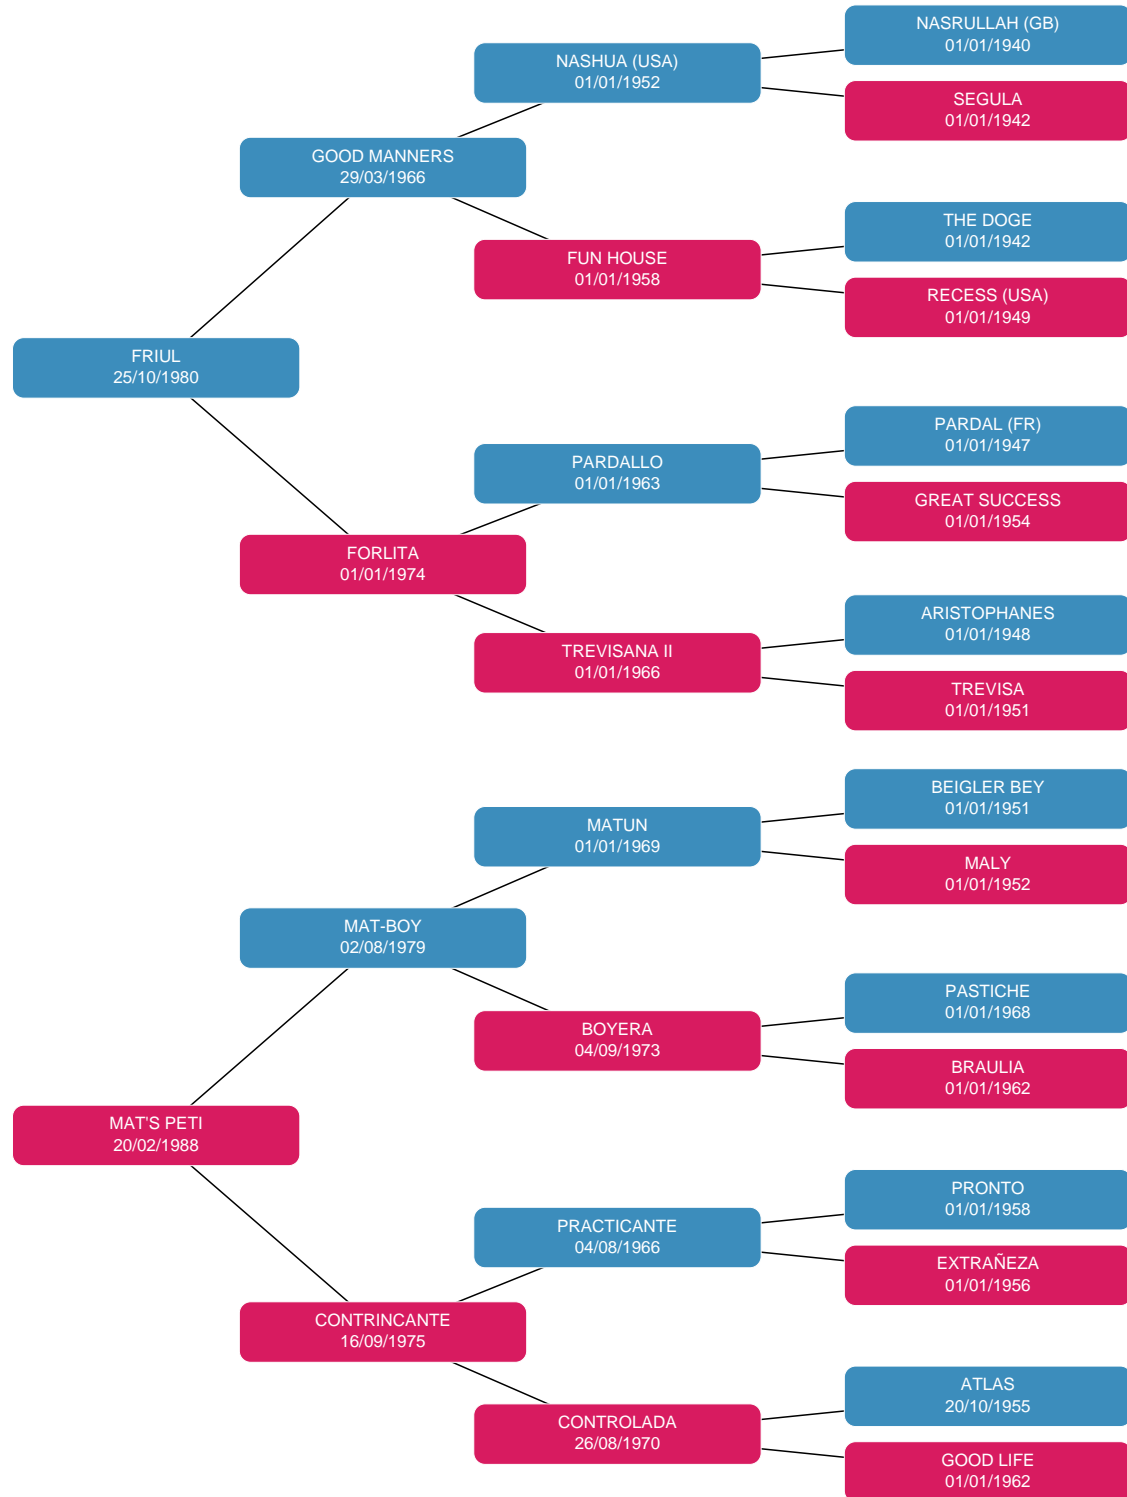 NASRULLAH (GB)
01/01/1940
NASHUA (USA)
01/01/1952
SEGULA
01/01/1942
GOOD MANNERS
29/03/1966
THE DOGE
01/01/1942
FUN HOUSE
01/01/1958
RECESS (USA)
01/01/1949
FRIUL
25/10/1980
PARDAL (FR)
01/01/1947
PARDALLO
01/01/1963
GREAT SUCCESS
01/01/1954
FORLITA
01/01/1974
ARISTOPHANES
01/01/1948
TREVISANA II
01/01/1966
TREVISA
01/01/1951
BEIGLER BEY
01/01/1951
MATUN
01/01/1969
MALY
01/01/1952
MAT-BOY
02/08/1979
PASTICHE
01/01/1968
BOYERA
04/09/1973
BRAULIA
01/01/1962
MAT'S PETI
20/02/1988
PRONTO
01/01/1958
PRACTICANTE
04/08/1966
EXTRAÑEZA
01/01/1956
CONTRINCANTE
16/09/1975
ATLAS
20/10/1955
CONTROLADA
26/08/1970
GOOD LIFE
01/01/1962